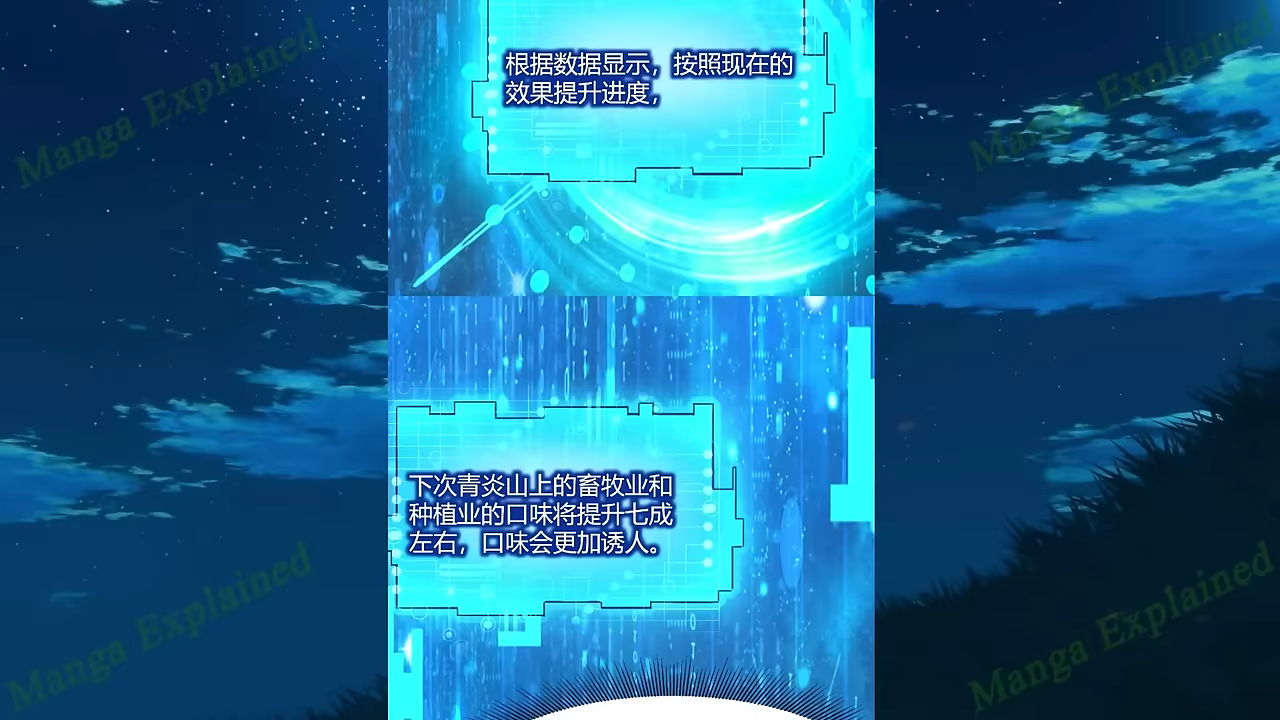 根据数据显示，按照现在的
效果提升进度，
下次青炎山上的畜牧业和
种植业的口味将提升七成
左右，口味会更加诱人。
Manga Explained
Manga Explained
Manga Explained
Manga Explained